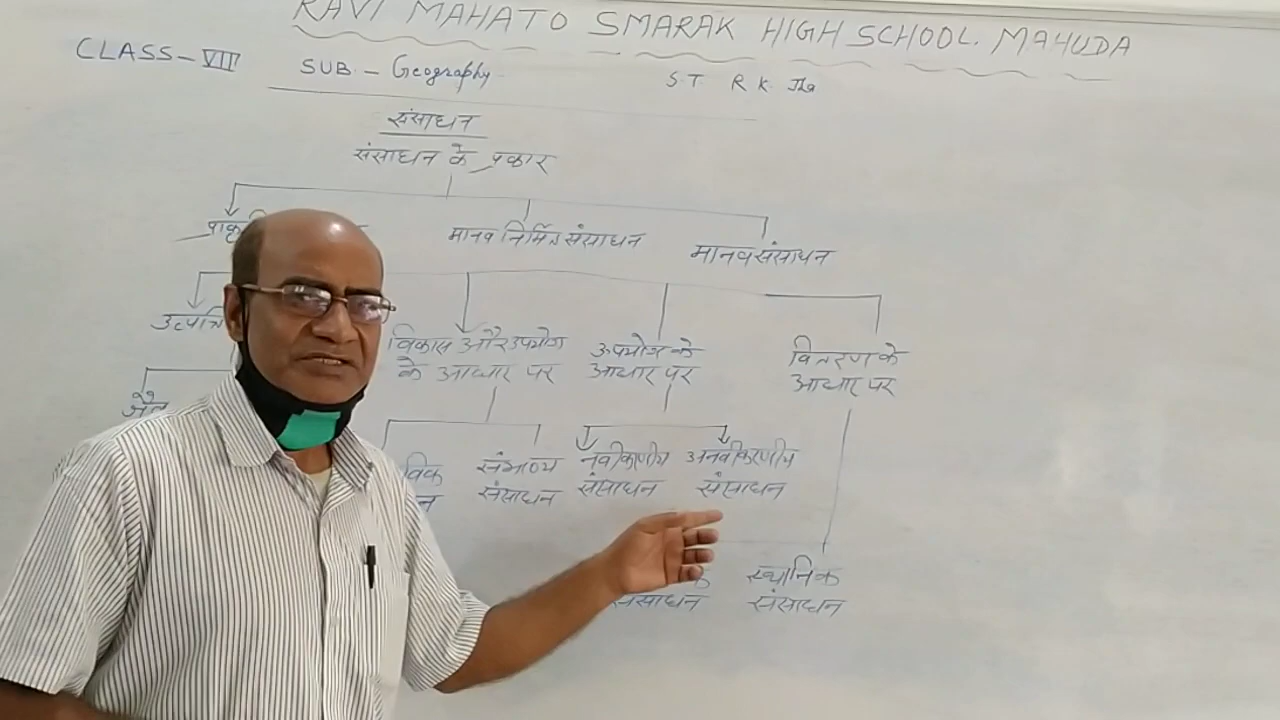 RAVI MAHATO SMARAK HIGH SCHOOL. MAHUDA
CLASS-VIII SUB.- Geography S.T. R.K. Jha
संसाधन
संसाधन के प्रकार
मानव निर्मित संसाधन मानव संसाधन
विकास और उपयोग उपयोग के वितरण के
के आधार पर आधार पर आधार पर
संभाव्य नवीकरणीय अनवीकरणीय
संसाधन संसाधन संसाधन
स्थानिक
संसाधन संसाधन